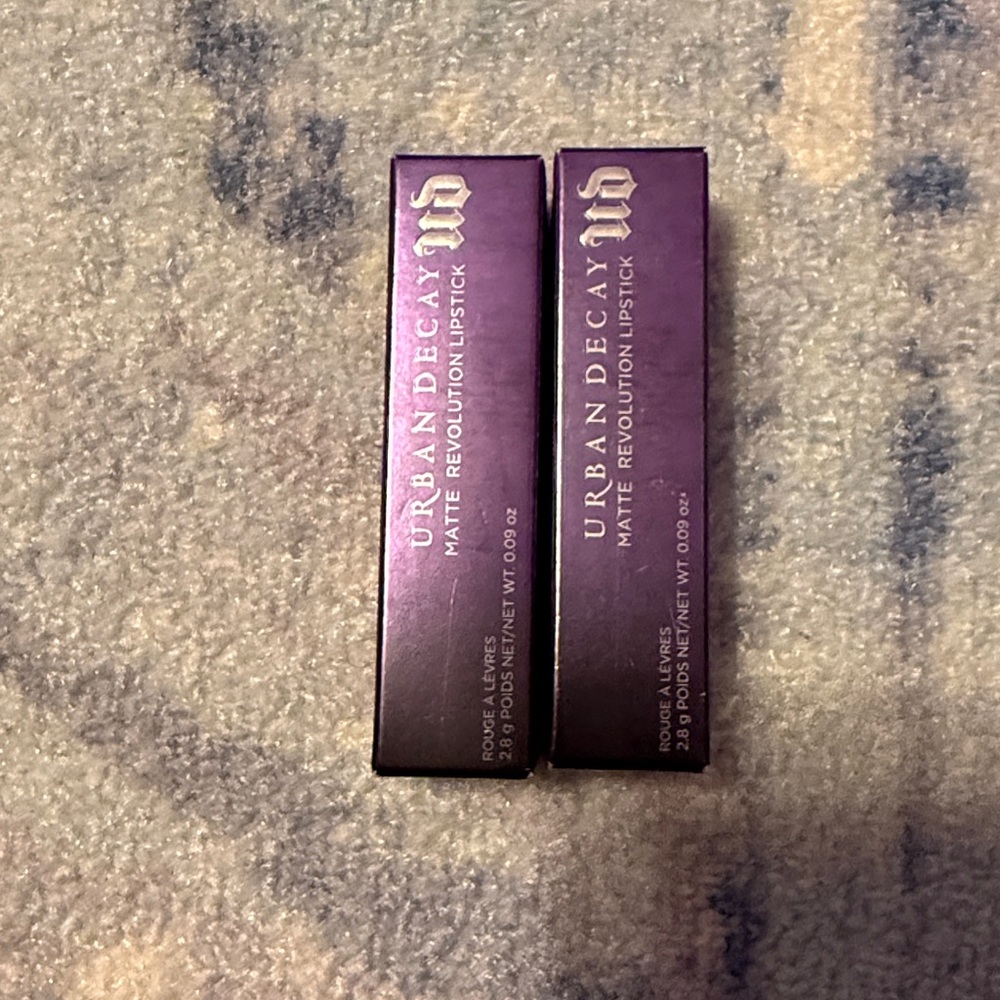 URBAN DECAY UD
MATTE REVOLUTION LIPSTICK
ROUGE À LÈVRES
2.8 g POIDS NET/NET WT. 0.09 oz
URBAN DECAY UD
MATTE REVOLUTION LIPSTICK
ROUGE À LÈVRES
2.8 g POIDS NET/NET WT. 0.09 oz